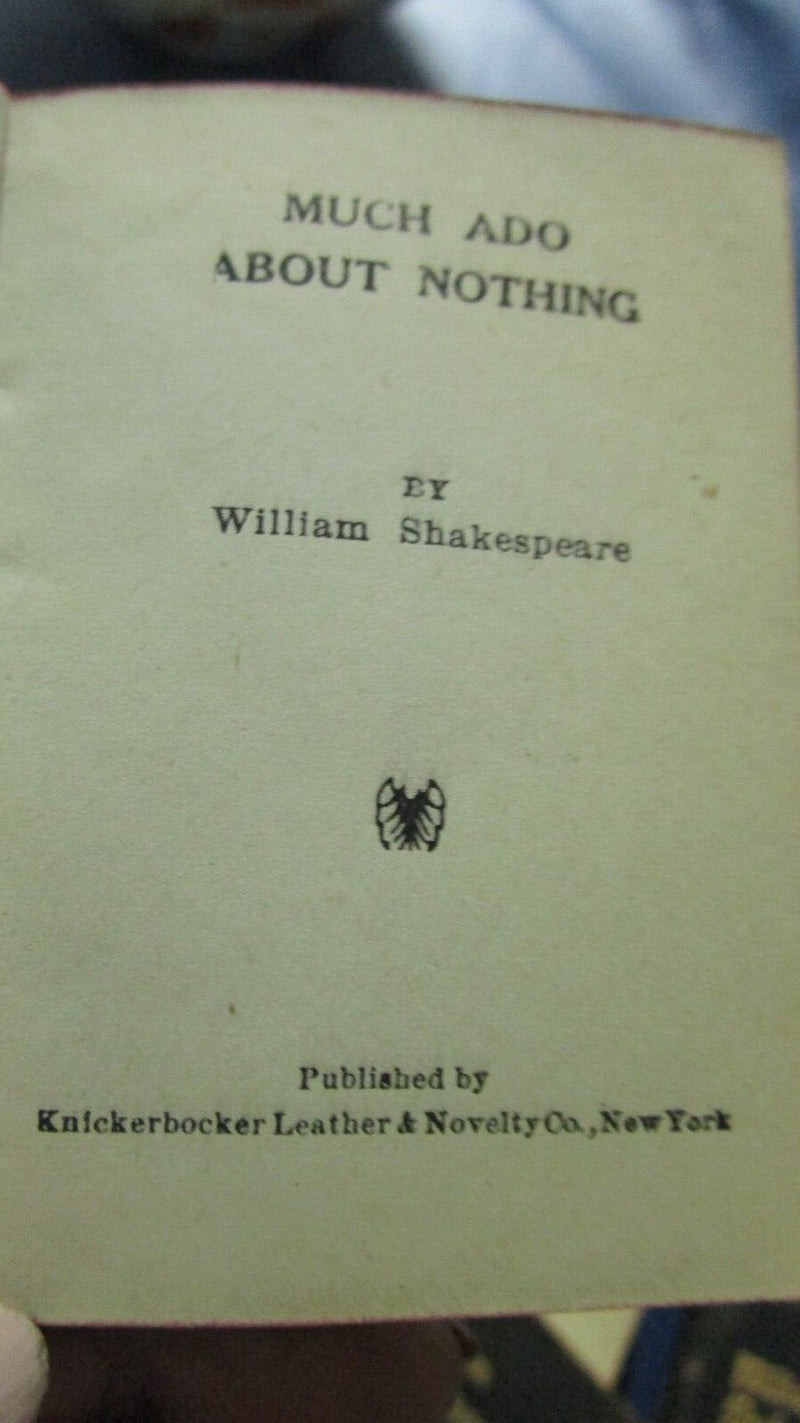 MUCH ADO
ABOUT NOTHING
BY
William Shakespeare
Published by
Knickerbocker Leather & Novelty Co., New York